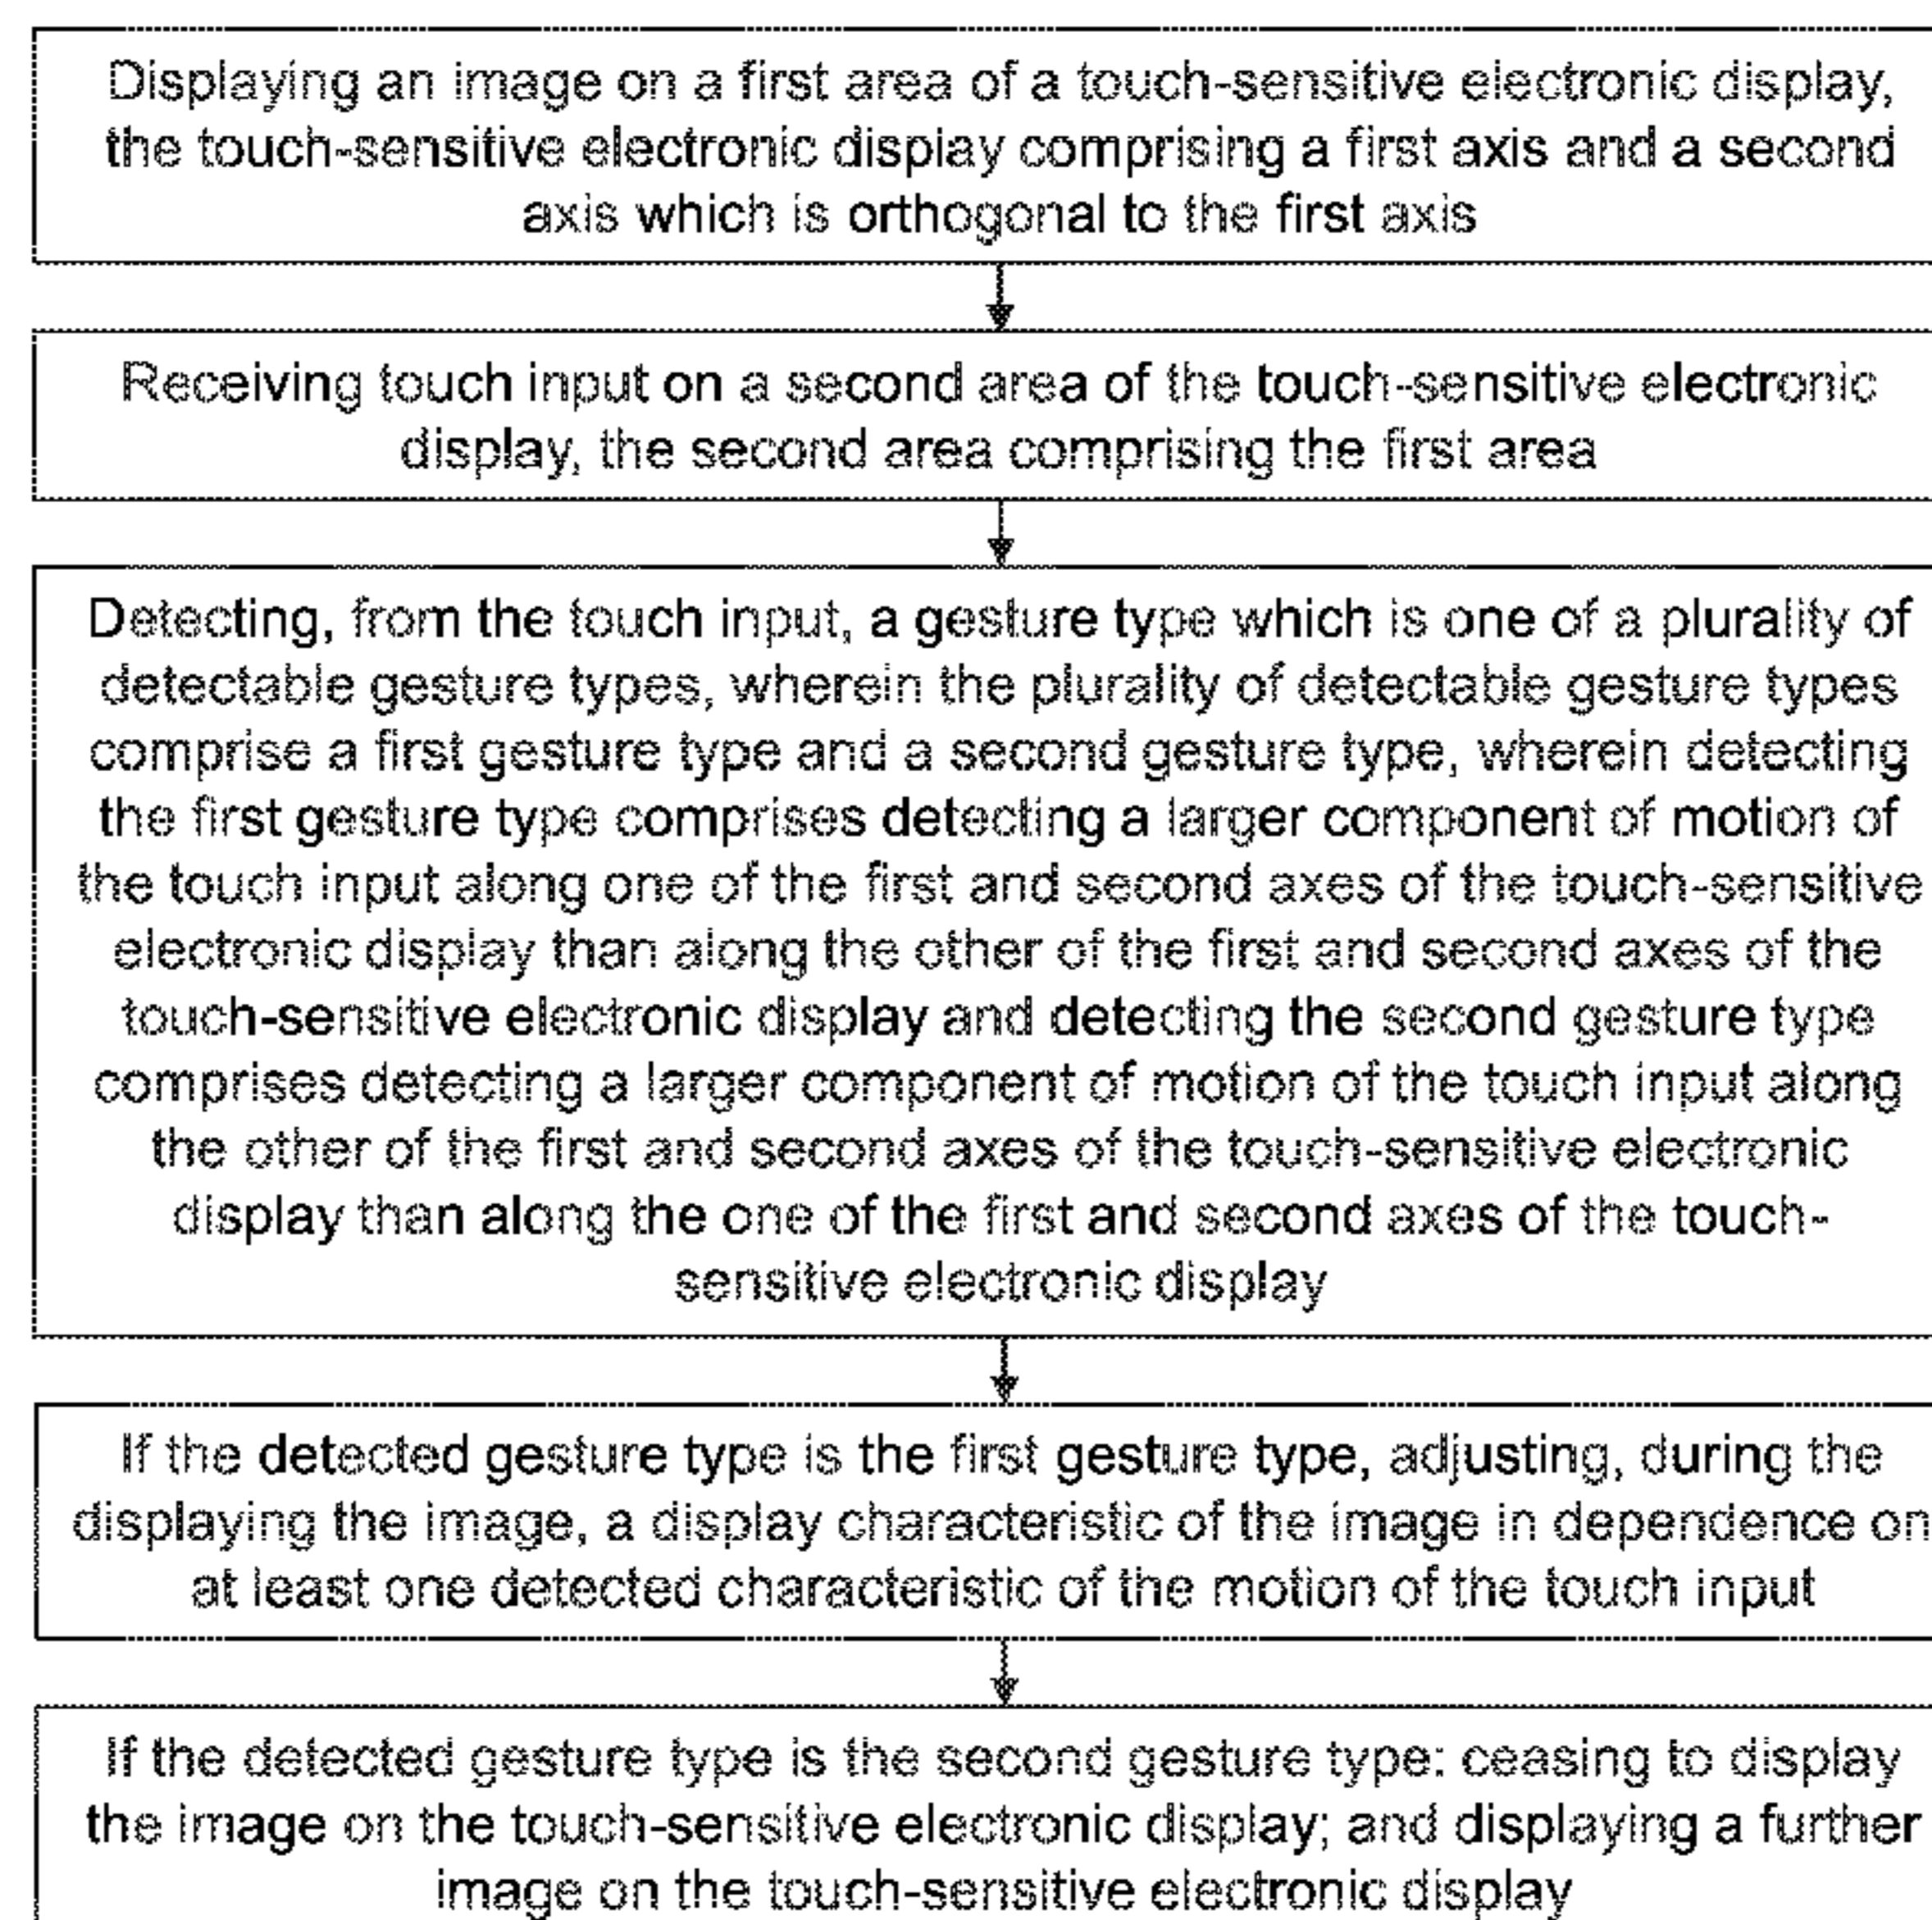 Displaying an image on a first area of a touch-sensitive electronic display,
the touch-sensitive electronic display comprising a first axis and a second
axis which is orthogonal to the first axis
Receiving touch input on a second area of the touch-sensitive electronic
display, the second area comprising the first area
Detecting, from the touch input, a gesture type which is one of a plurality of
detectable gesture types, wherein the plurality of detectable gesture types
comprise a first gesture type and a second gesture type, wherein detecting
the first gesture type comprises detecting a larger component of motion of
the touch input along one of the first and second axes of the touch-sensitive
electronic display than along the other of the first and second axes of the
touch-sensitive electronic display and detecting the second gesture type
comprises detecting a larger component of motion of the touch input along
the other of the first and second axes of the touch-sensitive electronic
display than along the one of the first and second axes of the touch-
sensitive electronic display
If the detected gesture type is the first gesture type, adjusting, during the
displaying the image, a display characteristic of the image in dependence on
at least one detected characteristic of the motion of the touch input
If the detected gesture type is the second gesture type: ceasing to display
the image on the touch-sensitive electronic display; and displaying a further
image on the touch-sensitive electronic display